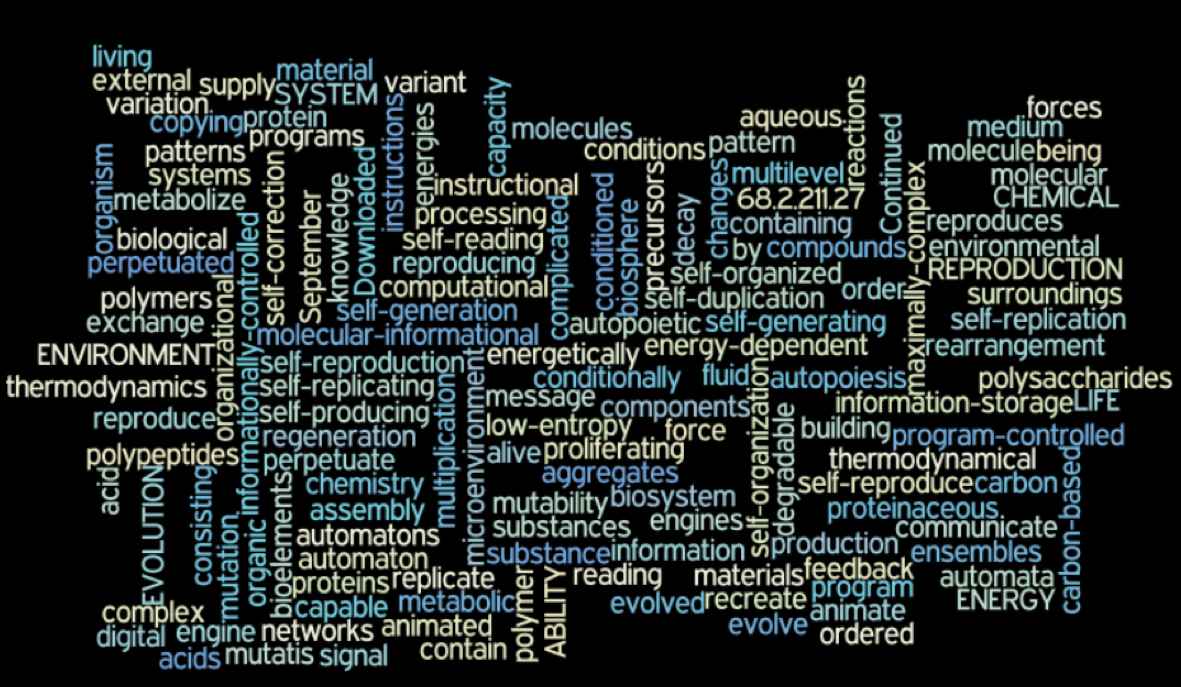 living
external
supply
material
SYSTEM
variant
variation
copying
protein
programs
instructions
energies
capacity
molecules
aqueous
reactions
forces
medium
patterns
systems
conditions
pattern
Continued
molecule
being
organism
metabolize
self-correction
September
knowledge
Downloaded
instructional
processing
conditioned
biosphere
precursors
decay
changes
multilevel
68.2.211.27
maximally-complex
molecular
CHEMICAL
biological
perpetuated
self-reading
reproducing
complicated
containing
by
compounds
reproduces
environmental
informationally-controlled
organizational
computational
self-organized
REPRODUCTION
polymers
self-generation
self-duplication
order
surroundings
exchange
molecular-informational
autopoietic
self-generating
self-replication
ENVIRONMENT
self-reproduction
energetically
energy-dependent
rearrangement
thermodynamics
self-replicating
multiplication
microenvironment
conditionally
fluid
self-organization
autopoiesis
polysaccharides
reproduce
self-producing
message
components
degradable
information-storage
LIFE
regeneration
low-entropy
force
building
program-controlled
polypeptides
perpetuate
alive
proliferating
thermodynamical
acid
EVOLUTION
consisting
mutation
organic
bioelements
chemistry
aggregates
self-reproduce
carbon
carbon-based
assembly
mutability
biosystem
proteinaceous
automatons
substances
engines
communicate
automaton
substance
information
production
ensembles
proteins
replicate
polymer
ABILITY
reading
materials
feedback
automata
complex
capable
metabolic
evolved
recreate
program
ENERGY
digital
engine
networks
animated
evolve
animate
acids
mutatis
signal
contain
ordered